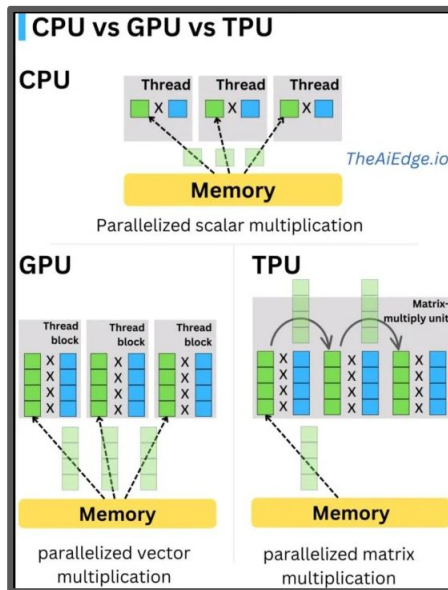 CPU vs GPU vs TPU
CPU
Thread Thread Thread
X X X
TheAiEdge.io
Memory
Parallelized scalar multiplication
GPU
Thread block Thread block Thread block
X X X
X X X
X X X
X X X
Memory
parallelized vector
multiplication
TPU
Matrix-
multiply unit
X X X
X X X
X X X
X X X
Memory
parallelized matrix
multiplication